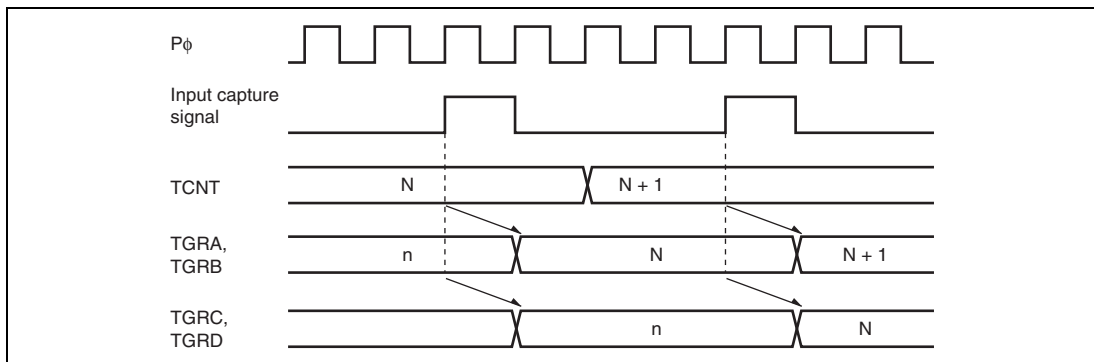 Pϕ
Input capture
signal
TCNT
N
N + 1
TGRA,
TGRB
n
N
N + 1
TGRC,
TGRD
n
N